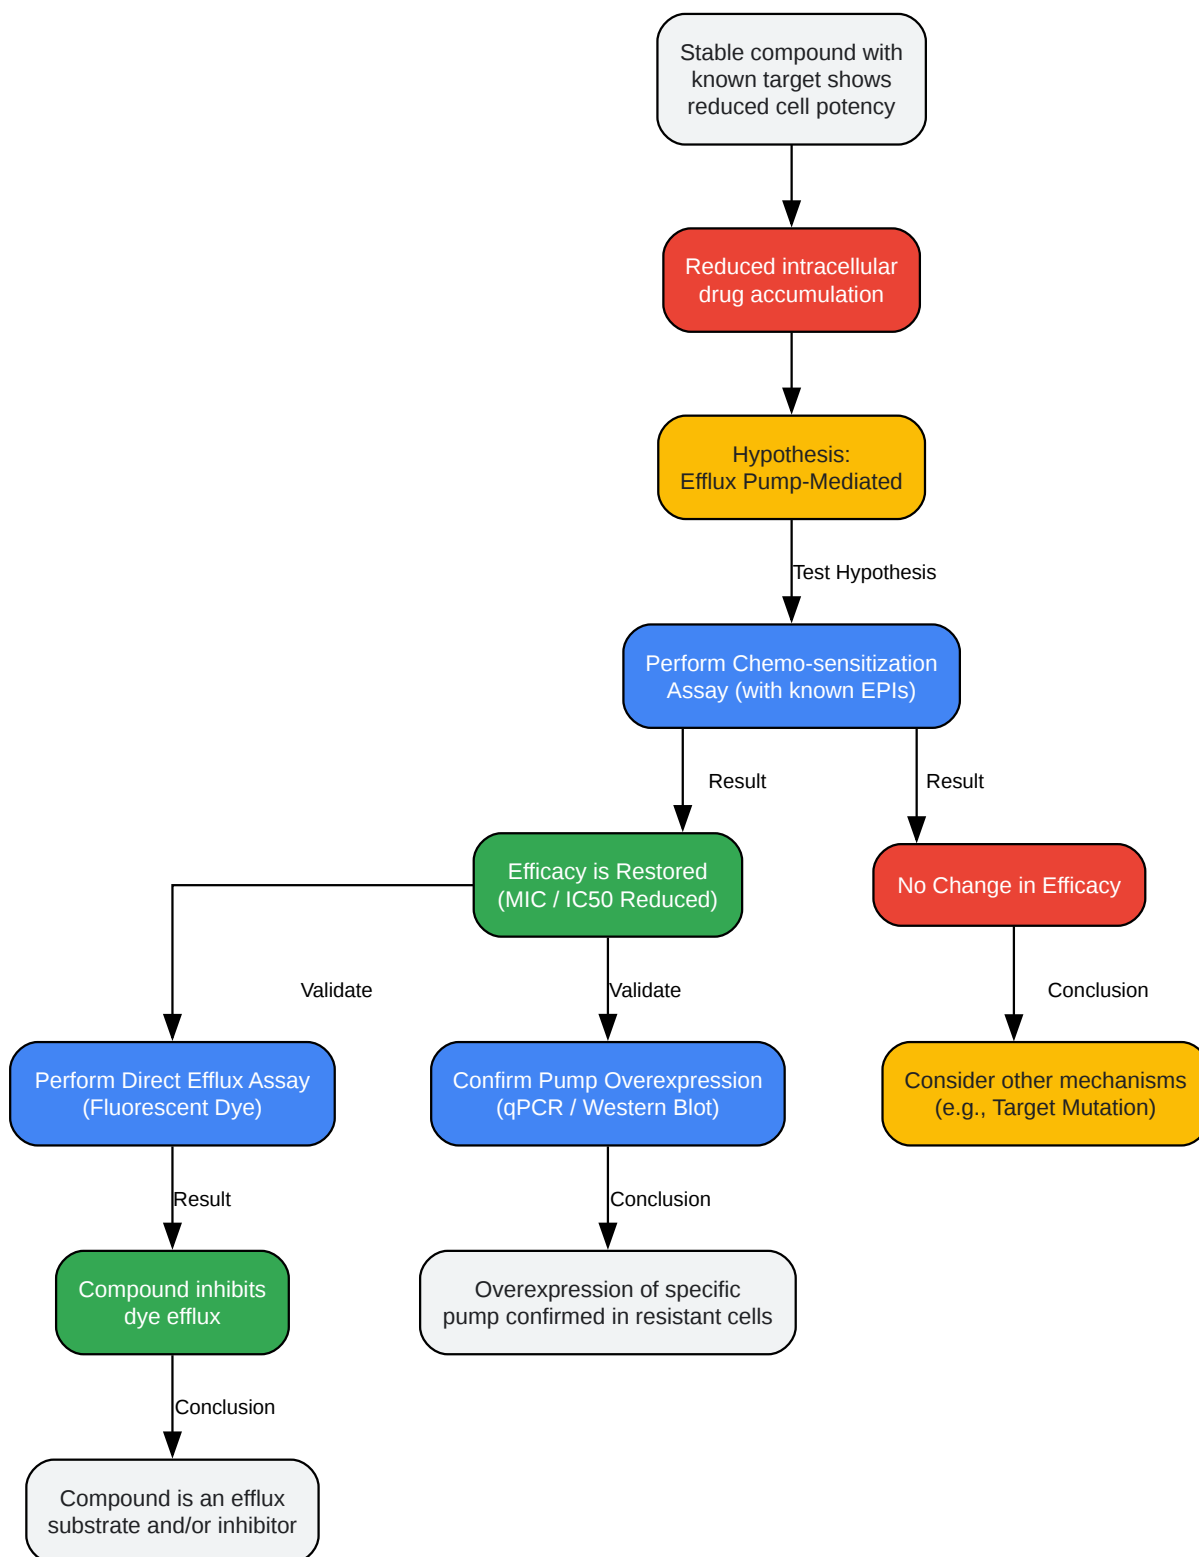 Stable compound with
known target shows
reduced cell potency
Reduced intracellular
drug accumulation
Hypothesis:
Efflux Pump-Mediated
Test Hypothesis
Perform Chemo-sensitization
Assay (with known EPIs)
Result
Result
Efficacy is Restored
(MIC / IC50 Reduced)
No Change in Efficacy
Validate
Validate
Conclusion
Perform Direct Efflux Assay
(Fluorescent Dye)
Confirm Pump Overexpression
(qPCR / Western Blot)
Consider other mechanisms
(e.g., Target Mutation)
Result
Conclusion
Compound inhibits
dye efflux
Overexpression of specific
pump confirmed in resistant cells
Conclusion
Compound is an efflux
substrate and/or inhibitor